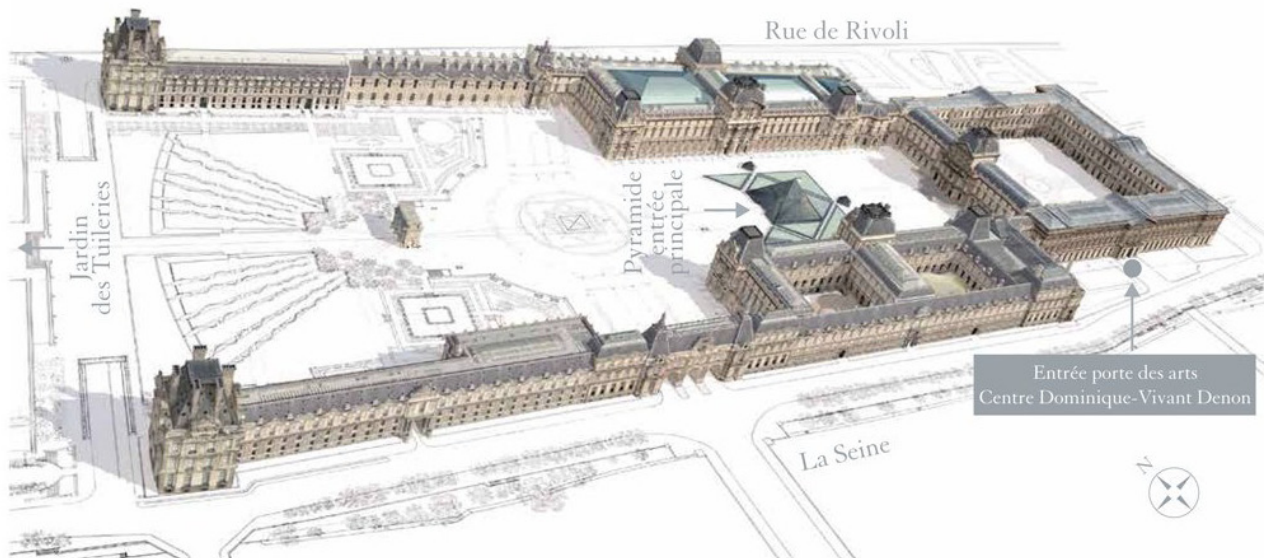 Rue de Rivoli
Jardin
des Tuileries
Pyramide
entrée
principale
Entrée porte des arts
Centre Dominique-Vivant Denon
La Seine
N